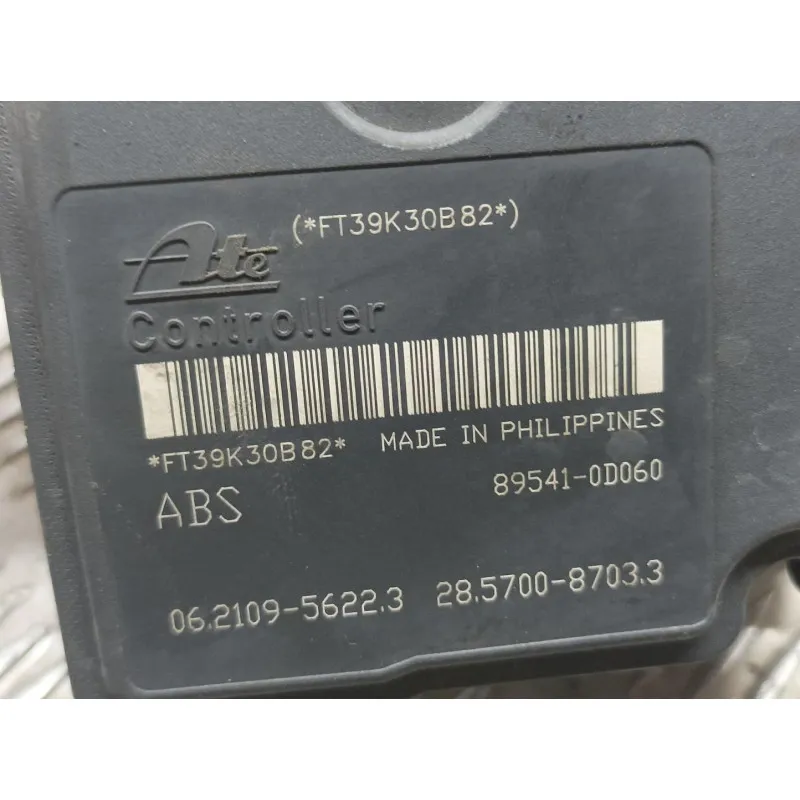 (*FT39K30B82*)
Ate
Controller
*FT39K30B82* MADE IN PHILIPPINES
ABS 89541-0D060
06.2109-5622.3 28.5700-8703.3